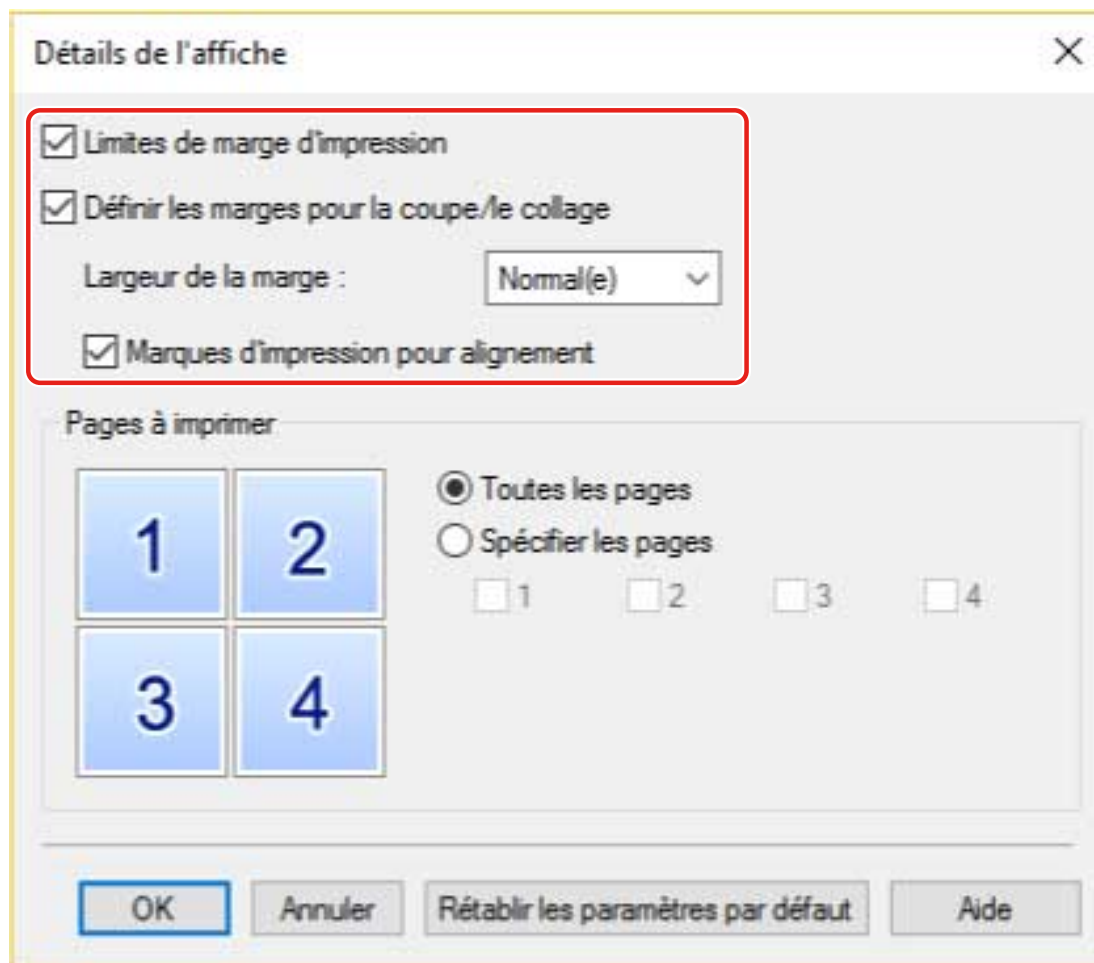 Détails de l'affiche
Limites de marge d'impression
Définir les marges pour la coupe/le collage
Largeur de la marge : Normal(e)
Marques d'impression pour alignement
Pages à imprimer
1 2
3 4
Toutes les pages
Spécifier les pages
1 2 3 4
OK Annuler Rétablir les paramètres par défaut Aide